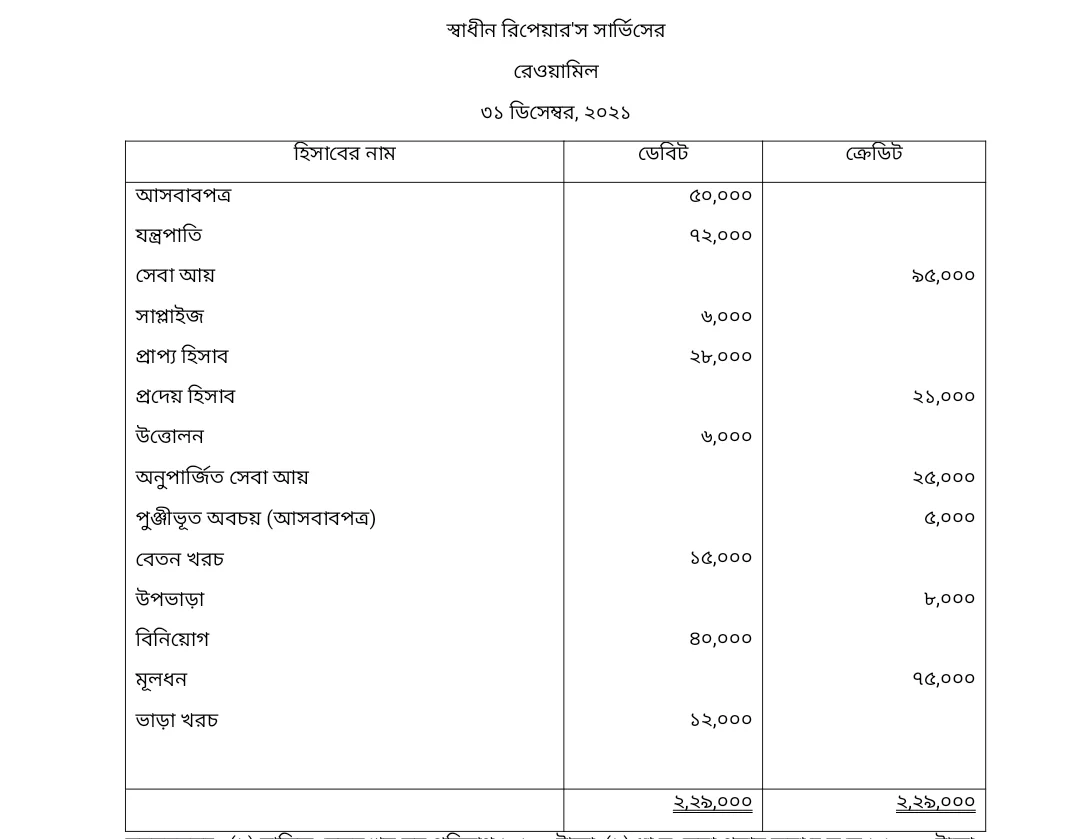 স্বাধীন রিপেয়ার'স সার্ভিসের
রেওয়ামিল
৩১ ডিসেম্বর, ২০২১
হিসাবের নাম ডেবিট ক্রেডিট
আসবাবপত্র ৫০,০০০
যন্ত্রপাতি ৭২,০০০
সেবা আয় ৯৫,০০০
সাপ্লাইজ ৬,০০০
প্রাপ্য হিসাব ২৮,০০০
প্রদেয় হিসাব ২১,০০০
উত্তোলন ৬,০০০
অনুপার্জিত সেবা আয় ২৫,০০০
পুঞ্জীভূত অবচয় (আসবাবপত্র) ৫,০০০
বেতন খরচ ১৫,০০০
উপভাড়া ৮,০০০
বিনিয়োগ ৪০,০০০
মূলধন ৭৫,০০০
ভাড়া খরচ ১২,০০০
২,২৯,০০০ ২,২৯,০০০